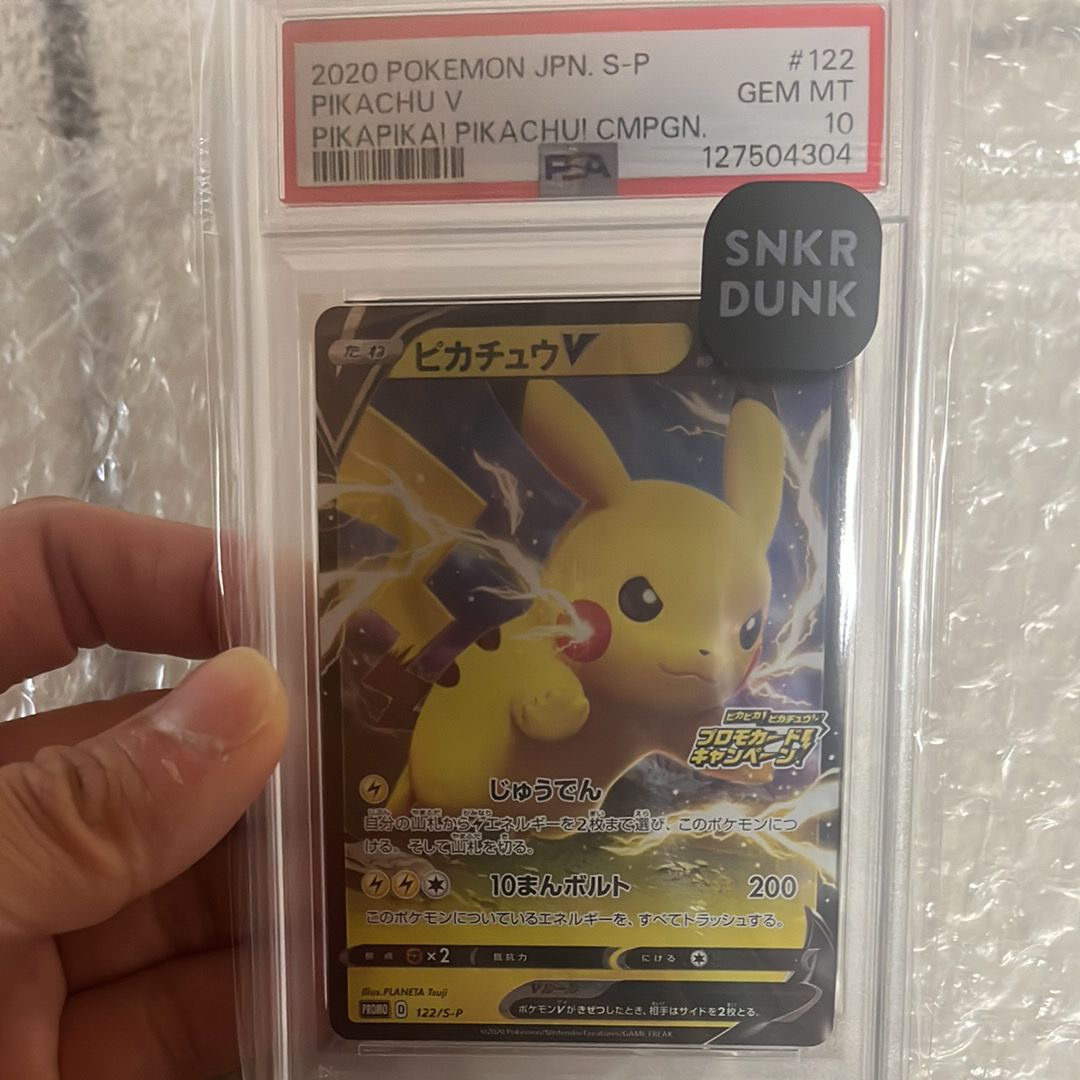 2020 POKEMON JPN. S-P #122
PIKACHU V GEM MT
PIKAPIKA! PIKACHU! CMPGN. 10
PSA 127504304
SNKR
DUNK
たね ピカチュウV
ピカピカ! ピカチュウ!
プロモカード
キャンペーン!
じゅうでん
自分の山札からエネルギーを2枚まで選び、このポケモンにつ
ける。そして山札を切る。
10まんボルト 200
このポケモンについているエネルギーを、すべてトラッシュする。
弱点 ×2 抵抗力 にげる
Illus.PLANETA Tsuji
Vルール
PROMO D 122/S-P
ポケモンVがきぜつしたとき、相手はサイドを2枚とる。
©2020 Pokémon/Nintendo/Creatures/GAME FREAK